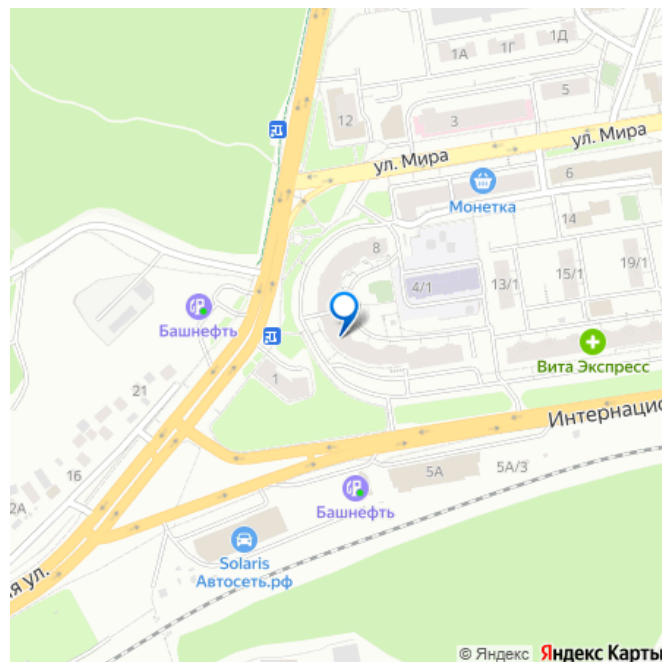 1А
1Г
1Д
5
12
3
ул. Мира
ул. Мира
6
Монетка
14
8
4/1
13/1
15/1
19/1
Башнефть
Вита Экспресс
1
21
Интернацио
16
2А
5А
5А/3
Башнефть
Solaris
Автосеть.рф
я ул.
© Яндекс Яндекс Карты